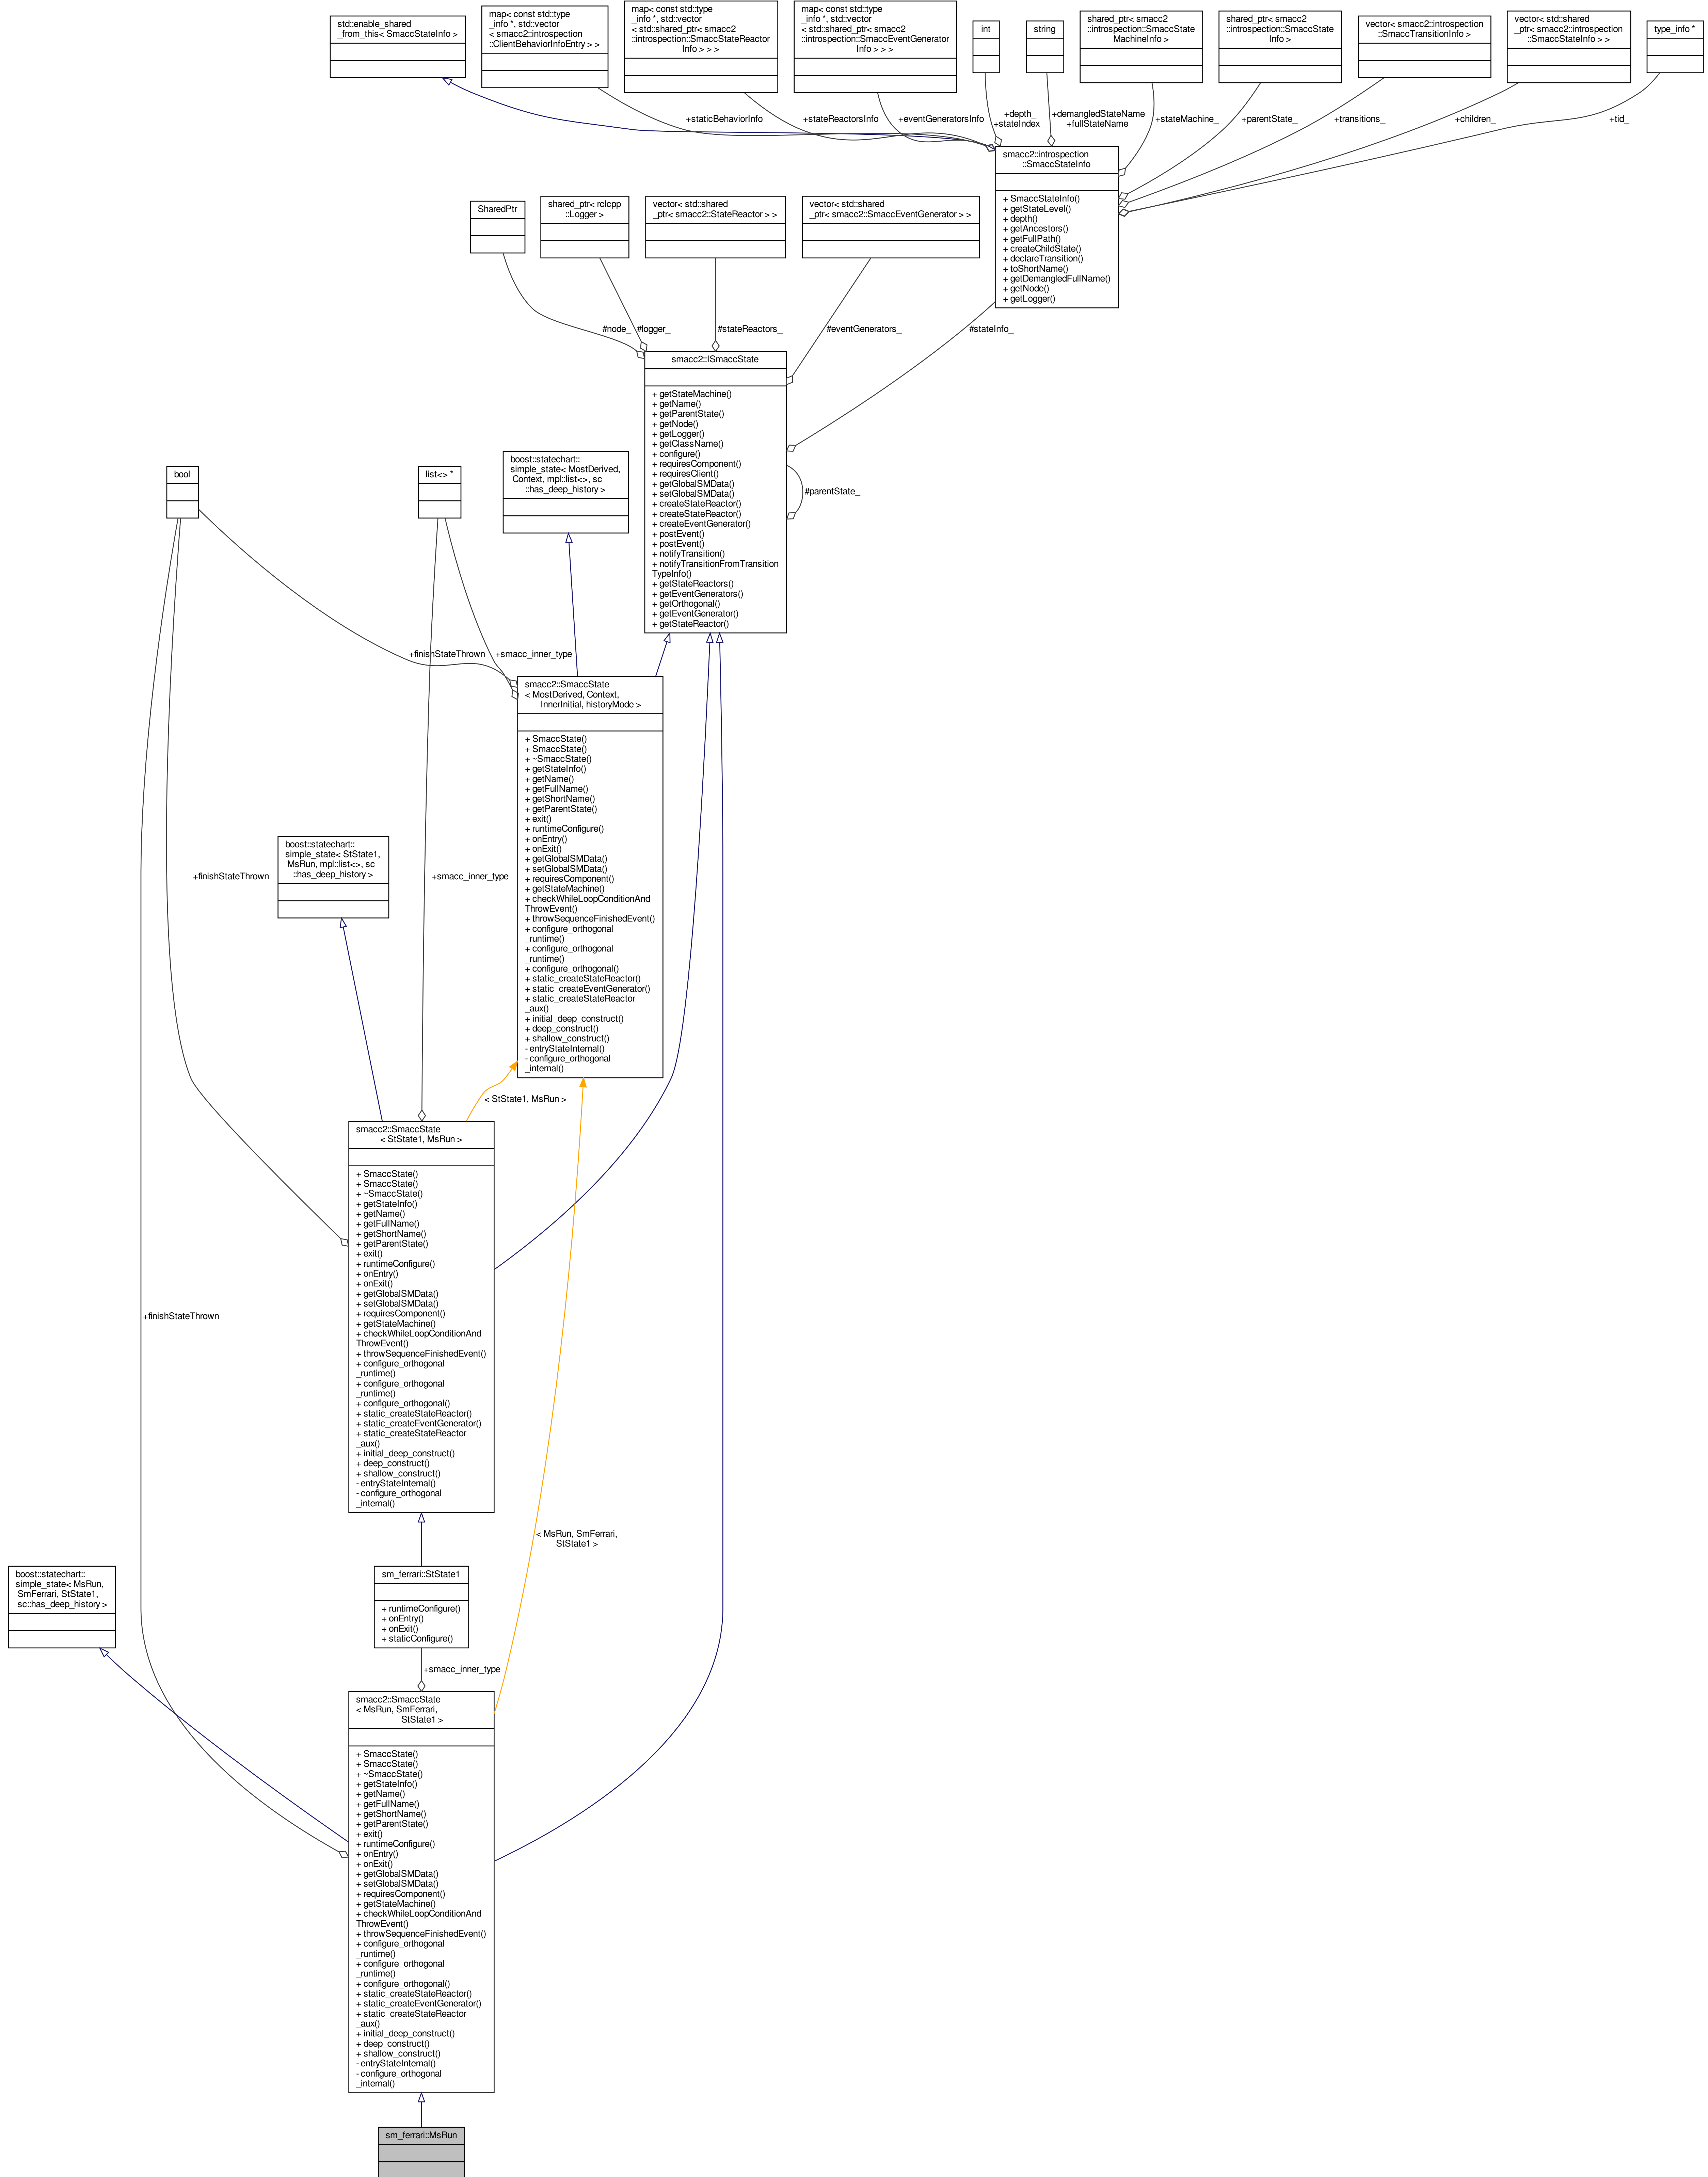 std::enable_shared
_from_this< SmaccStateInfo >
map< const std::type
_info *, std::vector
< smacc2::introspection
::ClientBehaviorInfoEntry > >
map< const std::type
_info *, std::vector
< std::shared_ptr< smacc2
::introspection::SmaccStateReactor
Info > > >
map< const std::type
_info *, std::vector
< std::shared_ptr< smacc2
::introspection::SmaccEventGenerator
Info > > >
int
string
shared_ptr< smacc2
::introspection::SmaccState
MachineInfo >
shared_ptr< smacc2
::introspection::SmaccState
Info >
vector< smacc2::introspection
::SmaccTransitionInfo >
vector< std::shared
_ptr< smacc2::introspection
::SmaccStateInfo > >
type_info *
+staticBehaviorInfo
+stateReactorsInfo
+eventGeneratorsInfo
+depth_
+stateIndex_
+demangledStateName
+fullStateName
+stateMachine_
+parentState_
+transitions_
+children_
+tid_
smacc2::introspection
::SmaccStateInfo
+ SmaccStateInfo()
+ getStateLevel()
+ depth()
+ getAncestors()
+ getFullPath()
+ createChildState()
+ declareTransition()
+ toShortName()
+ getDemangledFullName()
+ getNode()
+ getLogger()
SharedPtr
shared_ptr< rclcpp
::Logger >
vector< std::shared
_ptr< smacc2::StateReactor > >
vector< std::shared
_ptr< smacc2::SmaccEventGenerator > >
#node_
#logger_
#stateReactors_
#eventGenerators_
#stateInfo_
smacc2::ISmaccState
+ getStateMachine()
+ getName()
+ getParentState()
+ getNode()
+ getLogger()
+ getClassName()
+ configure()
+ requiresComponent()
+ requiresClient()
+ getGlobalSMData()
+ setGlobalSMData()
+ createStateReactor()
+ createStateReactor()
+ createEventGenerator()
+ postEvent()
+ postEvent()
+ notifyTransition()
+ notifyTransitionFromTransition
TypeInfo()
+ getStateReactors()
+ getEventGenerators()
+ getOrthogonal()
+ getEventGenerator()
+ getStateReactor()
#parentState_
bool
list<> *
boost::statechart::
simple_state< MostDerived,
Context, mpl::list<>, sc
::has_deep_history >
+finishStateThrown
+smacc_inner_type
smacc2::SmaccState
< MostDerived, Context,
InnerInitial, historyMode >
+ SmaccState()
+ SmaccState()
+ ~SmaccState()
+ getStateInfo()
+ getName()
+ getFullName()
+ getShortName()
+ getParentState()
+ exit()
+ runtimeConfigure()
+ onEntry()
+ onExit()
+ getGlobalSMData()
+ setGlobalSMData()
+ requiresComponent()
+ getStateMachine()
+ checkWhileLoopConditionAnd
ThrowEvent()
+ throwSequenceFinishedEvent()
+ configure_orthogonal
_runtime()
+ configure_orthogonal
_runtime()
+ configure_orthogonal()
+ static_createStateReactor()
+ static_createEventGenerator()
+ static_createStateReactor
_aux()
+ initial_deep_construct()
+ deep_construct()
+ shallow_construct()
- entryStateInternal()
- configure_orthogonal
_internal()
boost::statechart::
simple_state< StState1,
MsRun, mpl::list<>, sc
::has_deep_history >
+finishStateThrown
+smacc_inner_type
< StState1, MsRun >
smacc2::SmaccState
< StState1, MsRun >
+ SmaccState()
+ SmaccState()
+ ~SmaccState()
+ getStateInfo()
+ getName()
+ getFullName()
+ getShortName()
+ getParentState()
+ exit()
+ runtimeConfigure()
+ onEntry()
+ onExit()
+ getGlobalSMData()
+ setGlobalSMData()
+ requiresComponent()
+ getStateMachine()
+ checkWhileLoopConditionAnd
ThrowEvent()
+ throwSequenceFinishedEvent()
+ configure_orthogonal
_runtime()
+ configure_orthogonal
_runtime()
+ configure_orthogonal()
+ static_createStateReactor()
+ static_createEventGenerator()
+ static_createStateReactor
_aux()
+ initial_deep_construct()
+ deep_construct()
+ shallow_construct()
- entryStateInternal()
- configure_orthogonal
_internal()
+finishStateThrown
< MsRun, SmFerrari,
StState1 >
boost::statechart::
simple_state< MsRun,
SmFerrari, StState1,
sc::has_deep_history >
sm_ferrari::StState1
+ runtimeConfigure()
+ onEntry()
+ onExit()
+ staticConfigure()
+smacc_inner_type
smacc2::SmaccState
< MsRun, SmFerrari,
StState1 >
+ SmaccState()
+ SmaccState()
+ ~SmaccState()
+ getStateInfo()
+ getName()
+ getFullName()
+ getShortName()
+ getParentState()
+ exit()
+ runtimeConfigure()
+ onEntry()
+ onExit()
+ getGlobalSMData()
+ setGlobalSMData()
+ requiresComponent()
+ getStateMachine()
+ checkWhileLoopConditionAnd
ThrowEvent()
+ throwSequenceFinishedEvent()
+ configure_orthogonal
_runtime()
+ configure_orthogonal
_runtime()
+ configure_orthogonal()
+ static_createStateReactor()
+ static_createEventGenerator()
+ static_createStateReactor
_aux()
+ initial_deep_construct()
+ deep_construct()
+ shallow_construct()
- entryStateInternal()
- configure_orthogonal
_internal()
sm_ferrari::MsRun